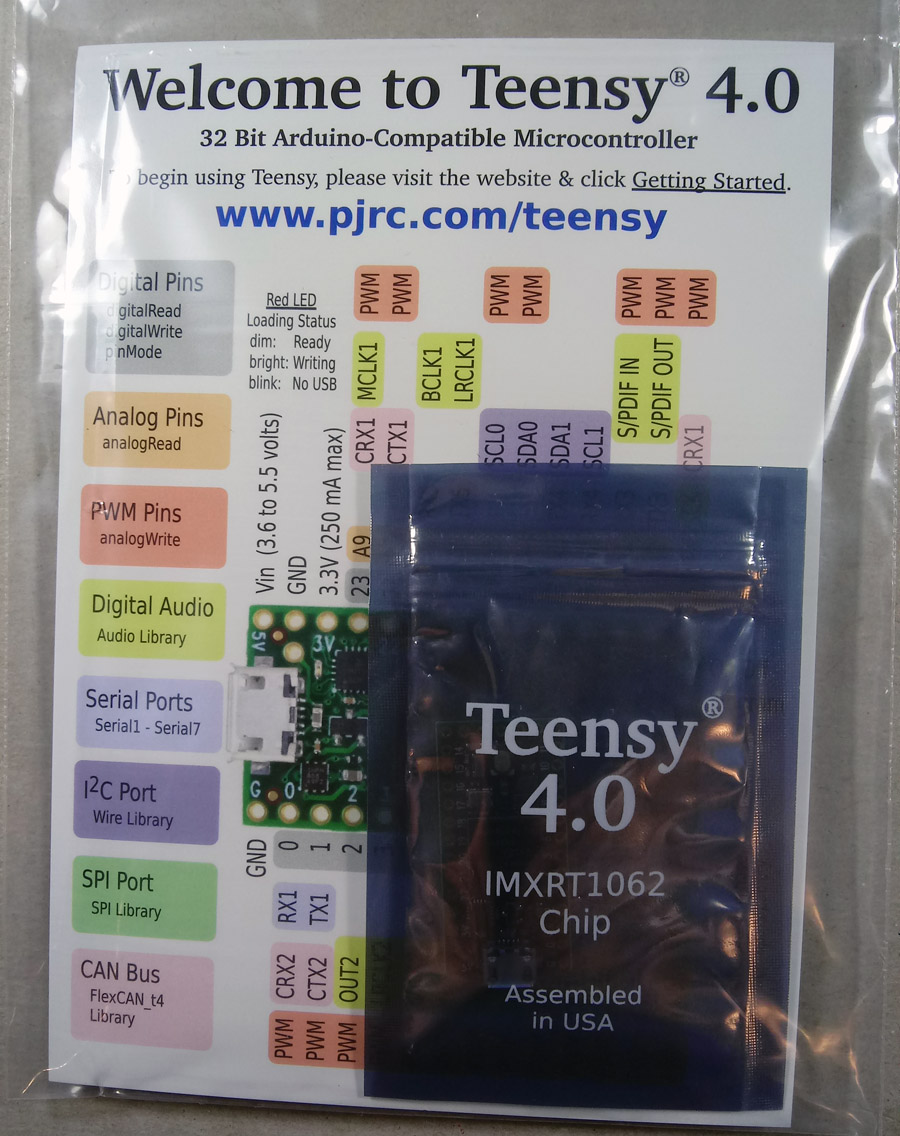 Welcome to Teensy® 4.0
32 Bit Arduino-Compatible Microcontroller
To begin using Teensy, please visit the website & click Getting Started.
www.pjrc.com/teensy
Digital Pins
digitalRead
digitalWrite
pinMode
Analog Pins
analogRead
PWM Pins
analogWrite
Digital Audio
Audio Library
Serial Ports
Serial1 - Serial7
I²C Port
Wire Library
SPI Port
SPI Library
CAN Bus
FlexCAN_t4
Library
Red LED
Loading Status
dim: Ready
bright: Writing
blink: No USB
PWM
PWM
PWM
PWM
PWM
PWM
PWM
MCLK1
BCLK1
LRCLK1
S/PDIF IN
S/PDIF OUT
CRX1
CTX1
SCL0
SDA0
SDA1
SCL1
CRX1
Vin (3.6 to 5.5 volts)
GND
3.3V (250 mA max)
23 A9
5V
3V
G 0 2
GND
0
1
2
RX1
TX1
CRX2
CTX2
OUT2
PWM
PWM
PWM
Teensy®
4.0
IMXRT1062
Chip
Assembled
in USA